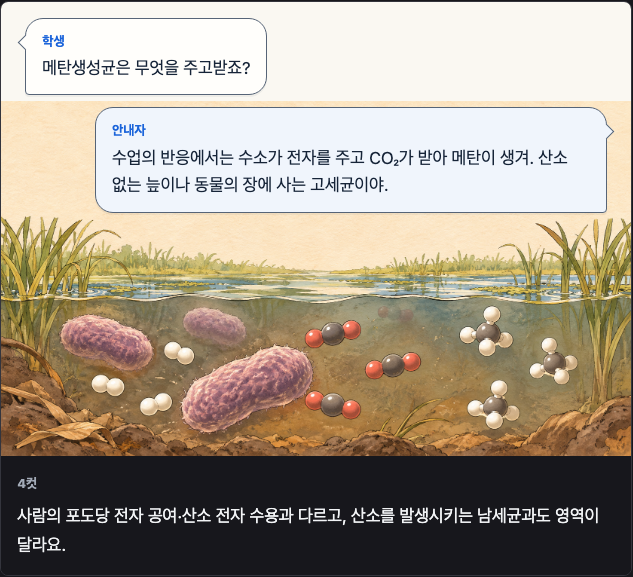 학생
메탄생성균은 무엇을 주고받죠?
안내자
수업의 반응에서는 수소가 전자를 주고 CO₂가 받아 메탄이 생겨. 산소
없는 늪이나 동물의 장에 사는 고세균이야.
4컷
사람의 포도당 전자 공여·산소 전자 수용과 다르고, 산소를 발생시키는 남세균과도 영역이
달라요.